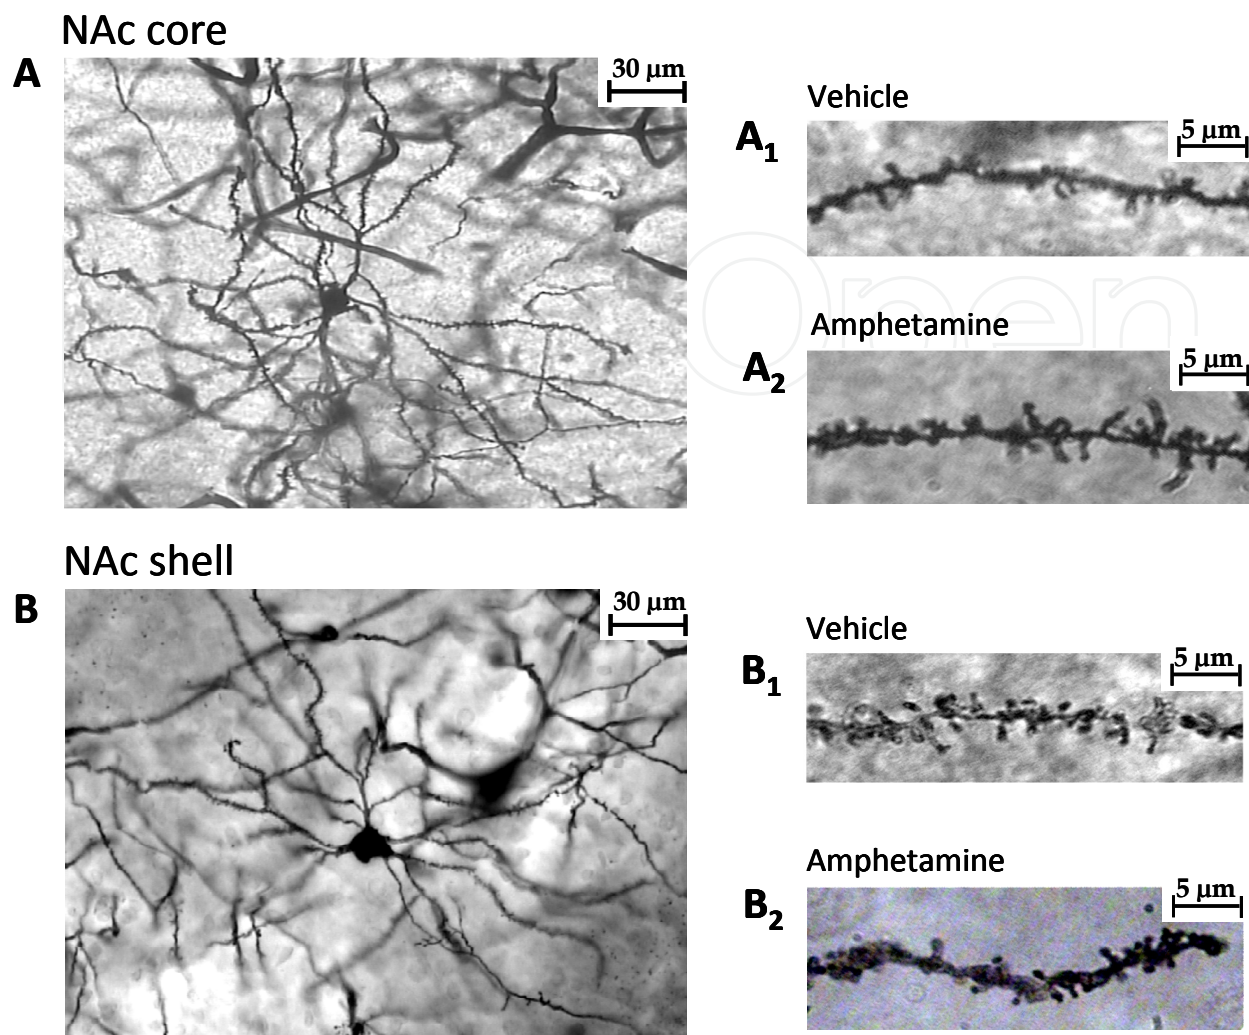 NAc core
A
30 µm
Vehicle
A1
5 µm
Amphetamine
A2
5 µm
Open
NAc shell
B
30 µm
Vehicle
B1
5 µm
Amphetamine
B2
5 µm